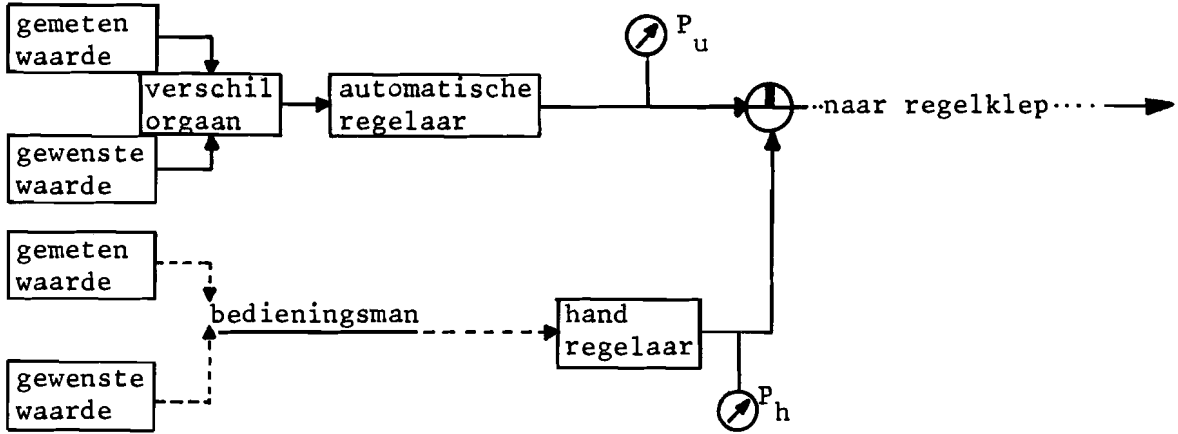 gemeten
waarde
verschil
orgaan
gewenste
waarde
automatische
regelaar
P u
naar regelklep
gemeten
waarde
bedieningsman
gewenste
waarde
hand
regelaar
P h